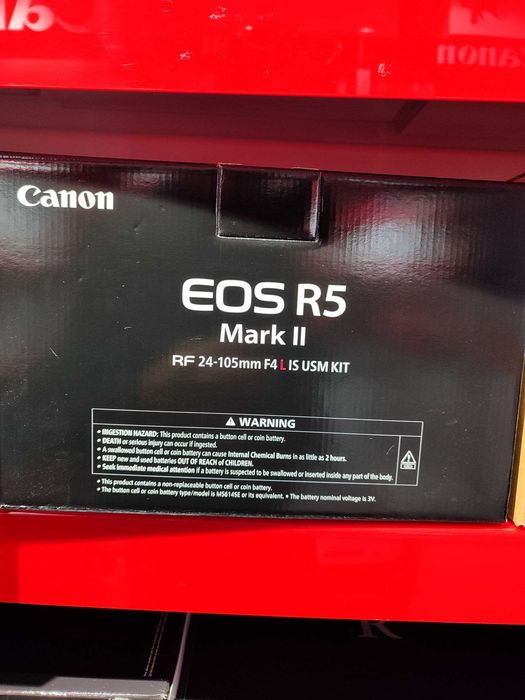 Canon
Canon
EOS R5
Mark II
RF 24-105mm F4 L IS USM KIT
⚠ WARNING
• INGESTION HAZARD: This product contains a button cell or coin battery.
• DEATH or serious injury can occur if ingested.
• A swallowed button cell or coin battery can cause Internal Chemical Burns in as little as 2 hours.
• KEEP new and used batteries OUT OF REACH of CHILDREN.
• Seek immediate medical attention if a battery is suspected to be swallowed or inserted inside any part of the body.
• This product contains a non-replaceable button cell or coin battery.
• The button cell or coin battery type/model is MS614SE or its equivalent. • The battery nominal voltage is 3V.
R